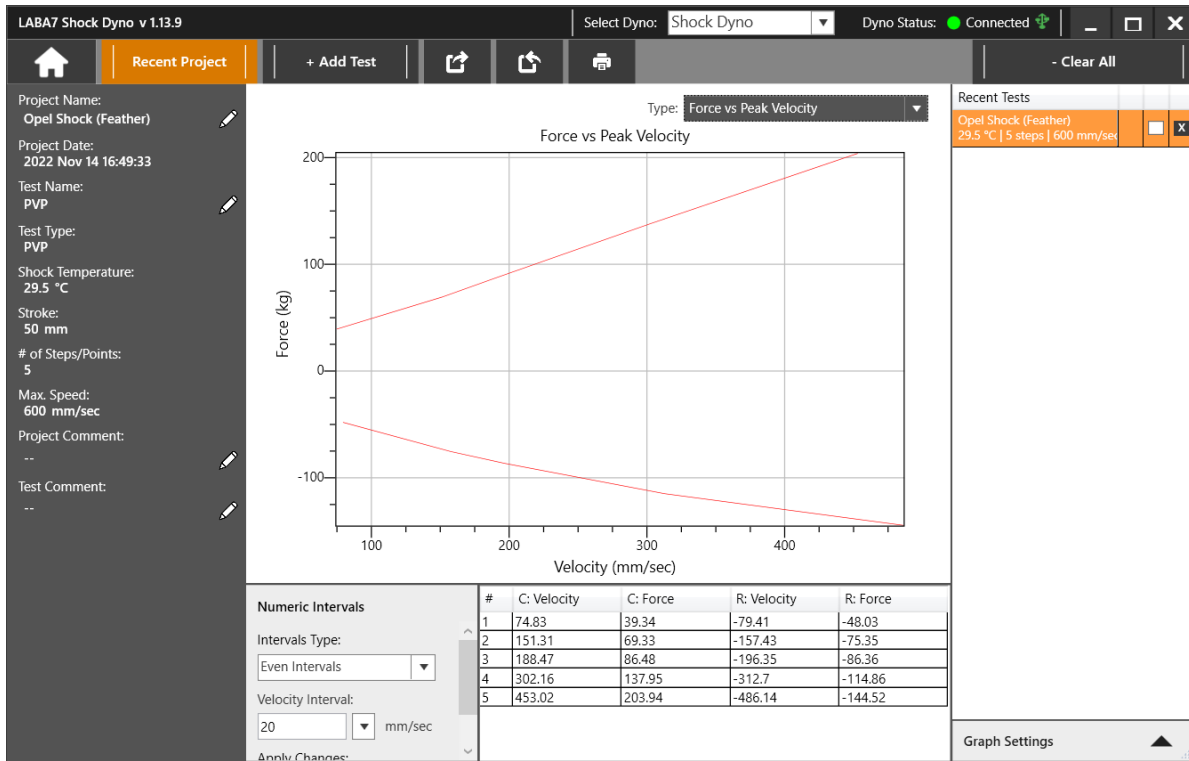 LABA7 Shock Dyno v 1.13.9
Select Dyno: Shock Dyno
Dyno Status: Connected
Recent Project
+ Add Test
- Clear All
Project Name:
Opel Shock (Feather)
Project Date:
2022 Nov 14 16:49:33
Test Name:
PVP
Test Type:
PVP
Shock Temperature:
29.5 °C
Stroke:
50 mm
# of Steps/Points:
5
Max. Speed:
600 mm/sec
Project Comment:
--
Test Comment:
--
Type: Force vs Peak Velocity
Force vs Peak Velocity
200
100
0
-100
Force (kg)
100 200 300 400
Velocity (mm/sec)
Numeric Intervals
Intervals Type:
Even Intervals
Velocity Interval:
20 mm/sec
Apply Changes:
# C: Velocity C: Force R: Velocity R: Force
1 74.83 39.34 -79.41 -48.03
2 151.31 69.33 -157.43 -75.35
3 188.47 86.48 -196.35 -86.36
4 302.16 137.95 -312.7 -114.86
5 453.02 203.94 -486.14 -144.52
Recent Tests
Opel Shock (Feather)
29.5 °C | 5 steps | 600 mm/sec
X
Graph Settings